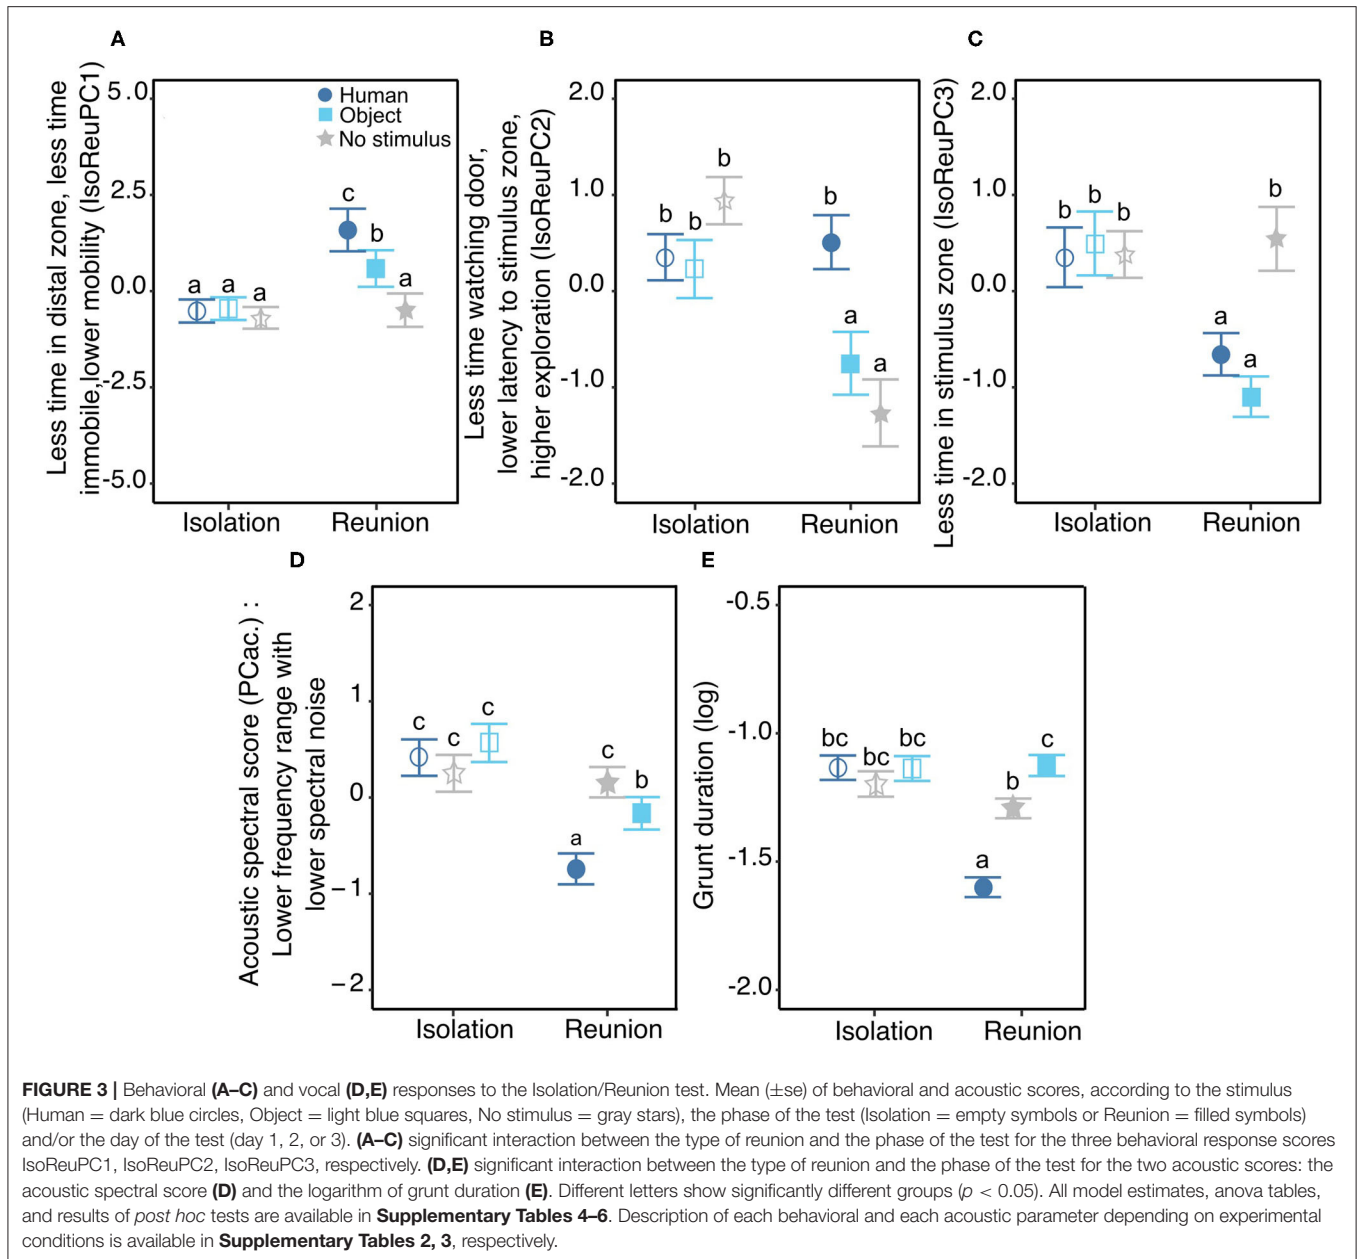 A
B
C
Less time in distal zone, less time
immobile,lower mobility (IsoReuPC1)
5.0
2.5
0.0
-2.5
-5.0
Human
Object
No stimulus
a
a
a
c
b
a
Isolation
Reunion
Less time watching door,
lower latency to stimulus zone,
higher exploration (IsoReuPC2)
2.0
1.0
0.0
-1.0
-2.0
b
b
b
b
a
a
Isolation
Reunion
Less time in stimulus zone (IsoReuPC3)
2.0
1.0
0.0
-1.0
-2.0
b
b
b
a
a
b
Isolation
Reunion
D
E
Acoustic spectral score (PCac.) :
Lower frequency range with
lower spectral noise
2
1
0
−1
−2
c
c
c
a
c
b
Isolation
Reunion
Grunt duration (log)
-0.5
-1.0
-1.5
-2.0
bc
bc
bc
a
b
c
Isolation
Reunion
FIGURE 3 | Behavioral (A–C) and vocal (D,E) responses to the Isolation/Reunion test. Mean (±se) of behavioral and acoustic scores, according to the stimulus
(Human = dark blue circles, Object = light blue squares, No stimulus = gray stars), the phase of the test (Isolation = empty symbols or Reunion = filled symbols)
and/or the day of the test (day 1, 2, or 3). (A–C) significant interaction between the type of reunion and the phase of the test for the three behavioral response scores
IsoReuPC1, IsoReuPC2, IsoReuPC3, respectively. (D,E) significant interaction between the type of reunion and the phase of the test for the two acoustic scores: the
acoustic spectral score (D) and the logarithm of grunt duration (E). Different letters show significantly different groups (p < 0.05). All model estimates, anova tables,
and results of post hoc tests are available in Supplementary Tables 4–6. Description of each behavioral and each acoustic parameter depending on experimental
conditions is available in Supplementary Tables 2, 3, respectively.